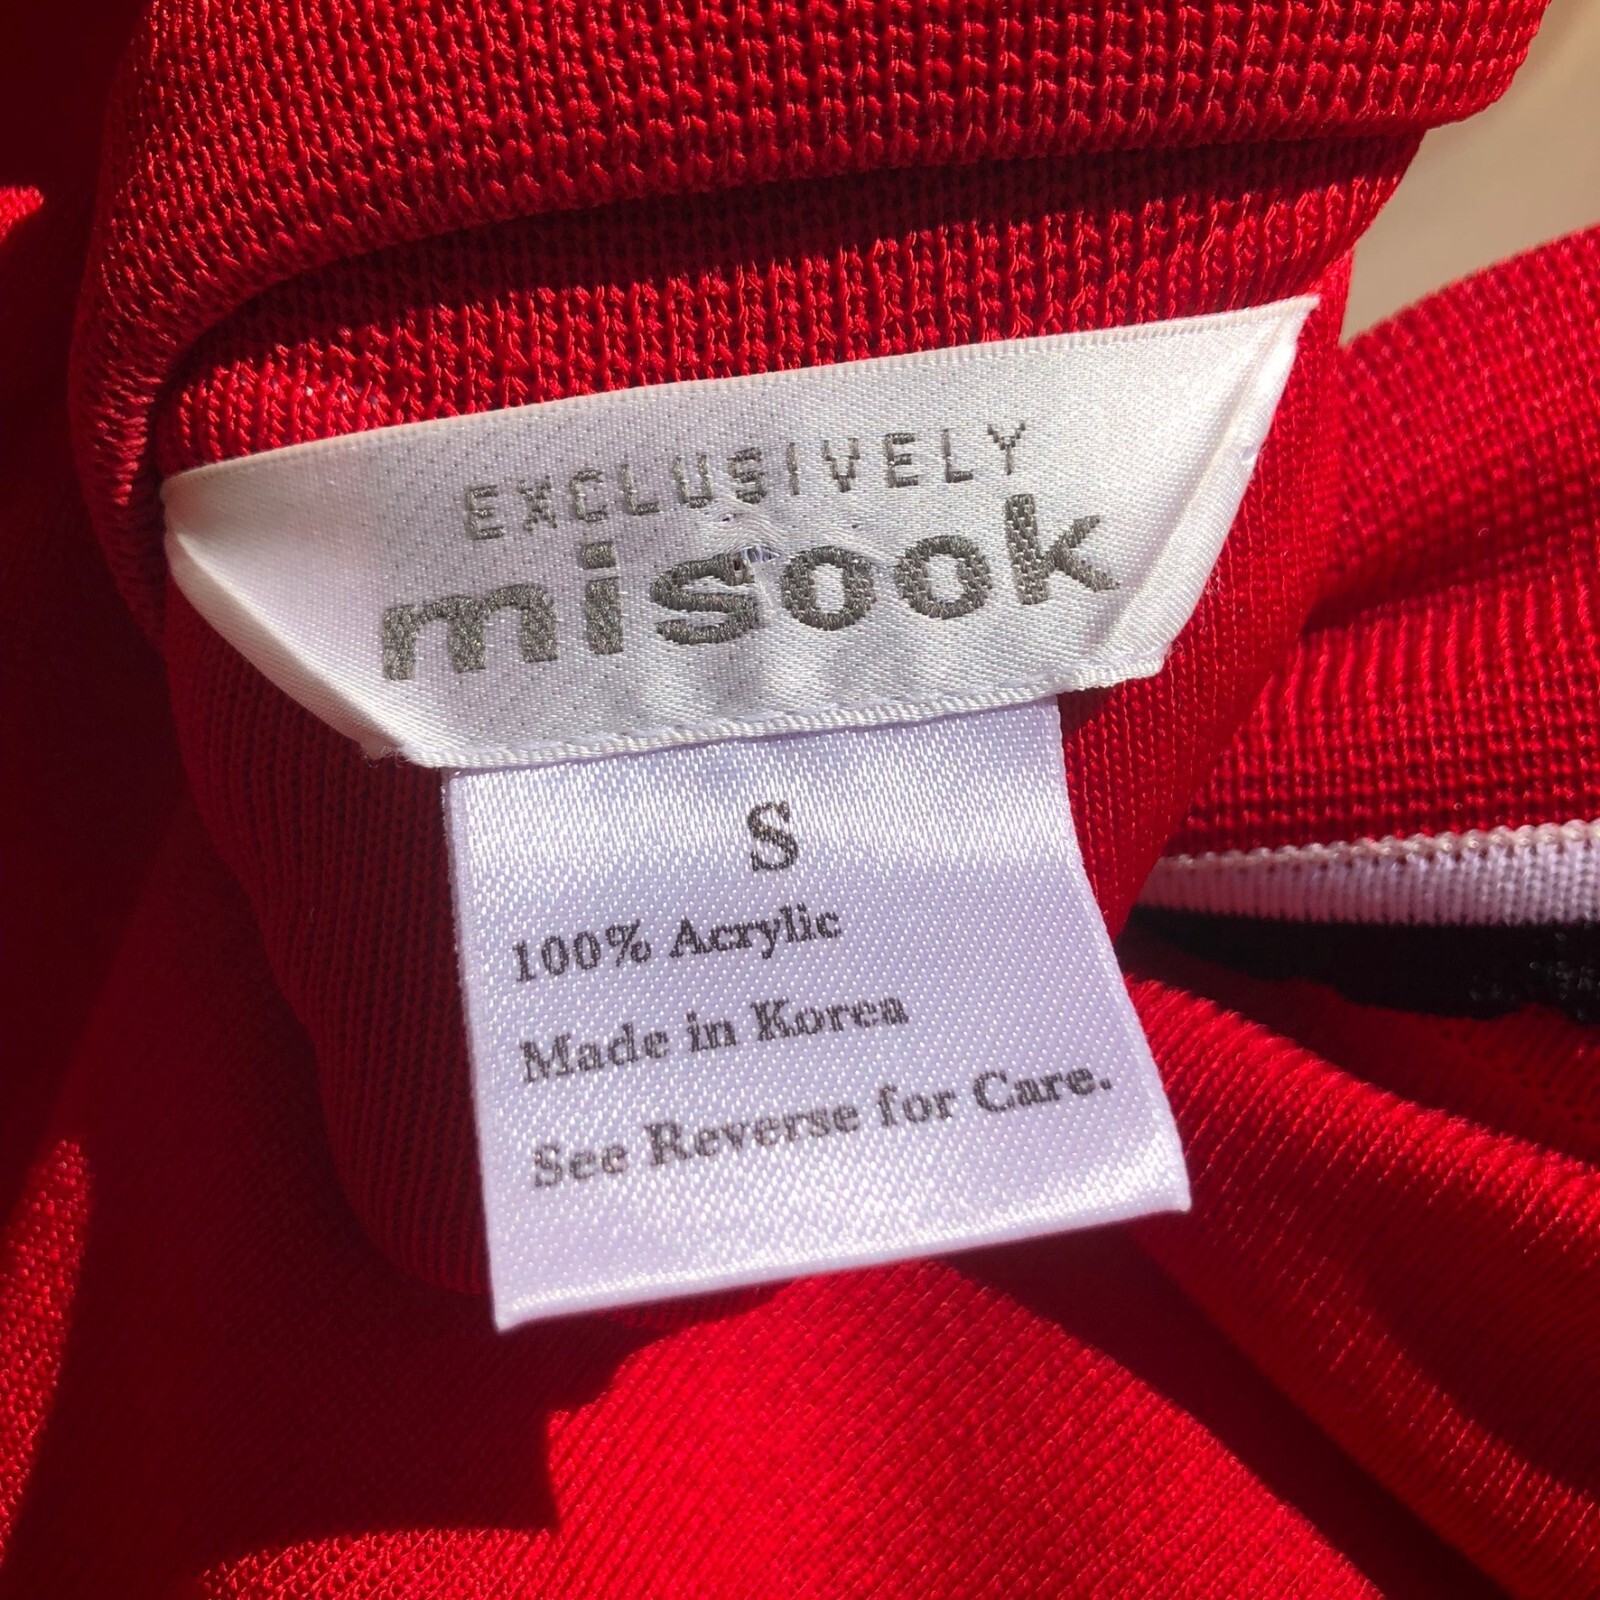 EXCLUSIVELY
misook
S
100% Acrylic
Made in Korea
See Reverse for Care.